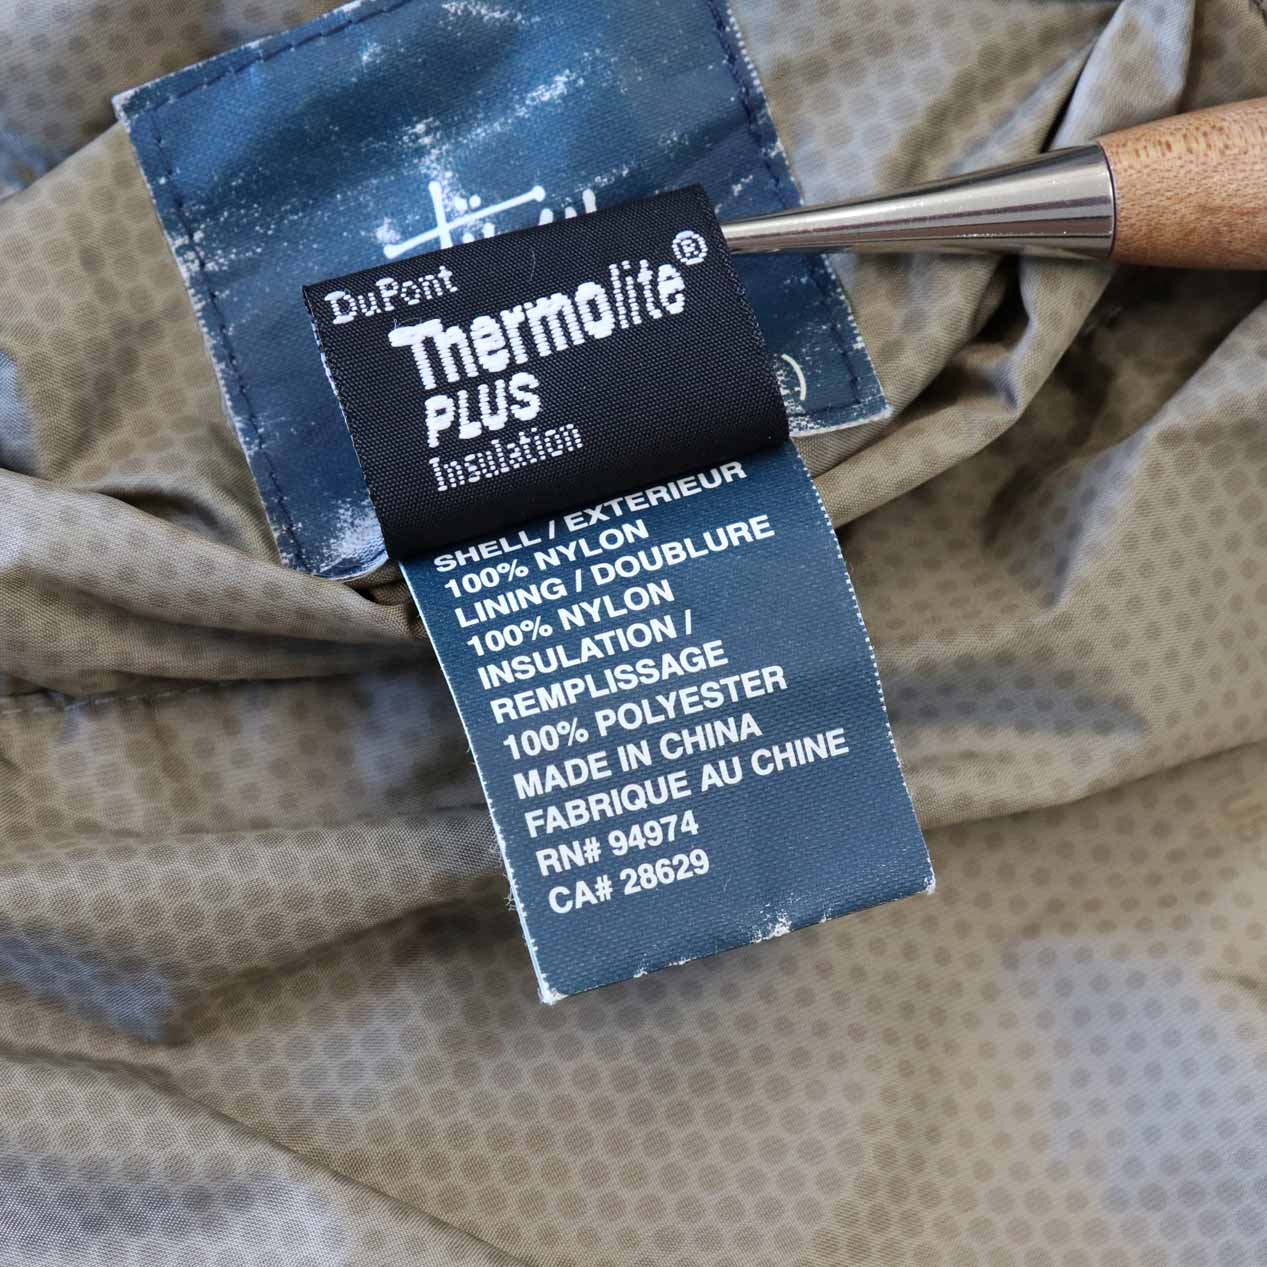 DuPont
Thermolite®
PLUS
Insulation
SHELL / EXTERIEUR
100% NYLON
LINING / DOUBLURE
100% NYLON
INSULATION /
REMPLISSAGE
100% POLYESTER
MADE IN CHINA
FABRIQUE AU CHINE
RN# 94974
CA# 28629